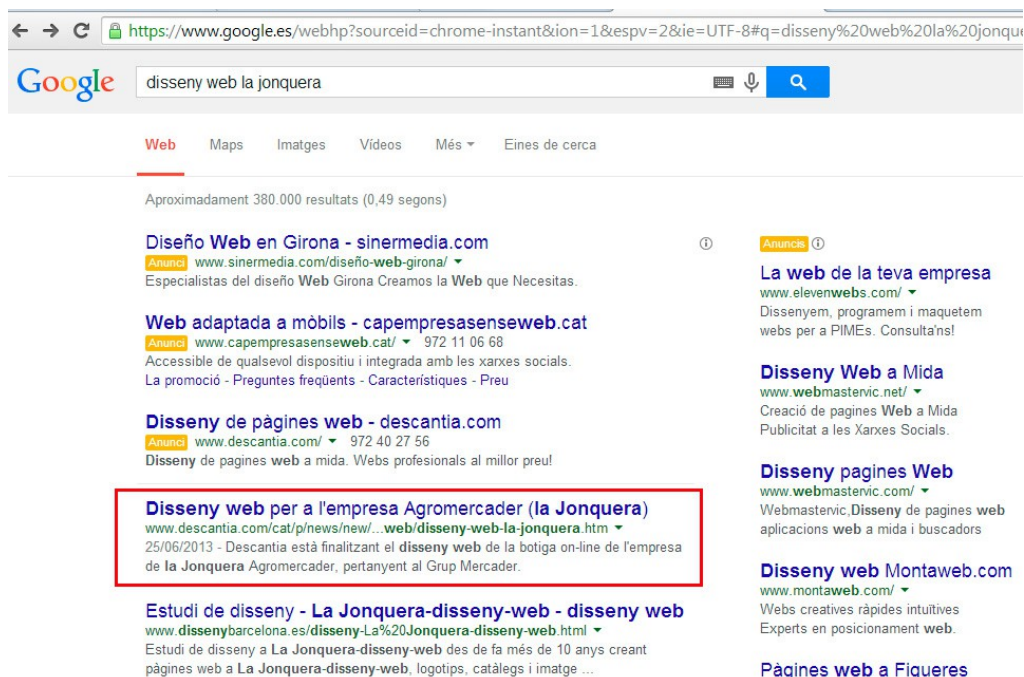 https://www.google.es/webhp?sourceid=chrome-instant&ion=1&espv=2&ie=UTF-8#q=disseny%20web%20la%20jonque
Google
disseny web la jonquera
Web Maps Imatges Vídeos Més Eines de cerca
Aproximadament 380.000 resultats (0,49 segons)
Diseño Web en Girona - sinermedia.com
Anunci www.sinermedia.com/diseño-web-girona/
Especialistas del diseño Web Girona Creamos la Web que Necesitas.
Web adaptada a mòbils - capempresasenseweb.cat
Anunci www.capempresasenseweb.cat/ 972 11 06 68
Accessible de qualsevol dispositiu i integrada amb les xarxes socials.
La promoció - Preguntes freqüents - Característiques - Preu
Disseny de pàgines web - descantia.com
Anunci www.descantia.com/ 972 40 27 56
Disseny de pagines web a mida. Webs profesionals al millor preu!
Disseny web per a l'empresa Agromercader (la Jonquera)
www.descantia.com/cat/p/news/new/...web/disseny-web-la-jonquera.htm
25/06/2013 - Descantia està finalitzant el disseny web de la botiga on-line de l'empresa
de la Jonquera Agromercader, pertanyent al Grup Mercader.
Estudi de disseny - La Jonquera-disseny-web - disseny web
www.dissenybarcelona.es/disseny-La%20Jonquera-disseny-web.html
Estudi de disseny a La Jonquera-disseny-web des de fa més de 10 anys creant
pàgines web a La Jonquera-disseny-web, logotips, catàlegs i imatge ...
Anuncis
La web de la teva empresa
www.elevenwebs.com/
Dissenyem, programem i maquetem
webs per a PIMEs. Consulta'ns!
Disseny Web a Mida
www.webmastervic.net/
Creació de pagines Web a Mida
Publicitat a les Xarxes Socials.
Disseny pagines Web
www.webmastervic.com/
Webmastervic,Disseny de pagines web
aplicacions web a mida i buscadors
Disseny web Montaweb.com
www.montaweb.com/
Webs creatives ràpides intuïtives
Experts en posicionament web.
Pàgines web a Figueres